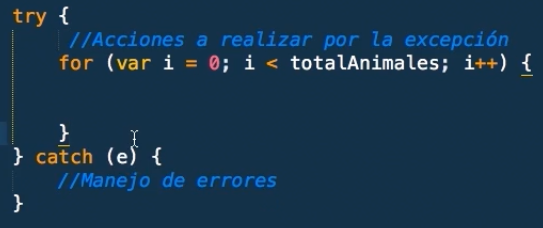 try {
//Acciones a realizar por la excepción
for (var i = 0; i < totalAnimales; i++) {
}
} catch (e) {
//Manejo de errores
}